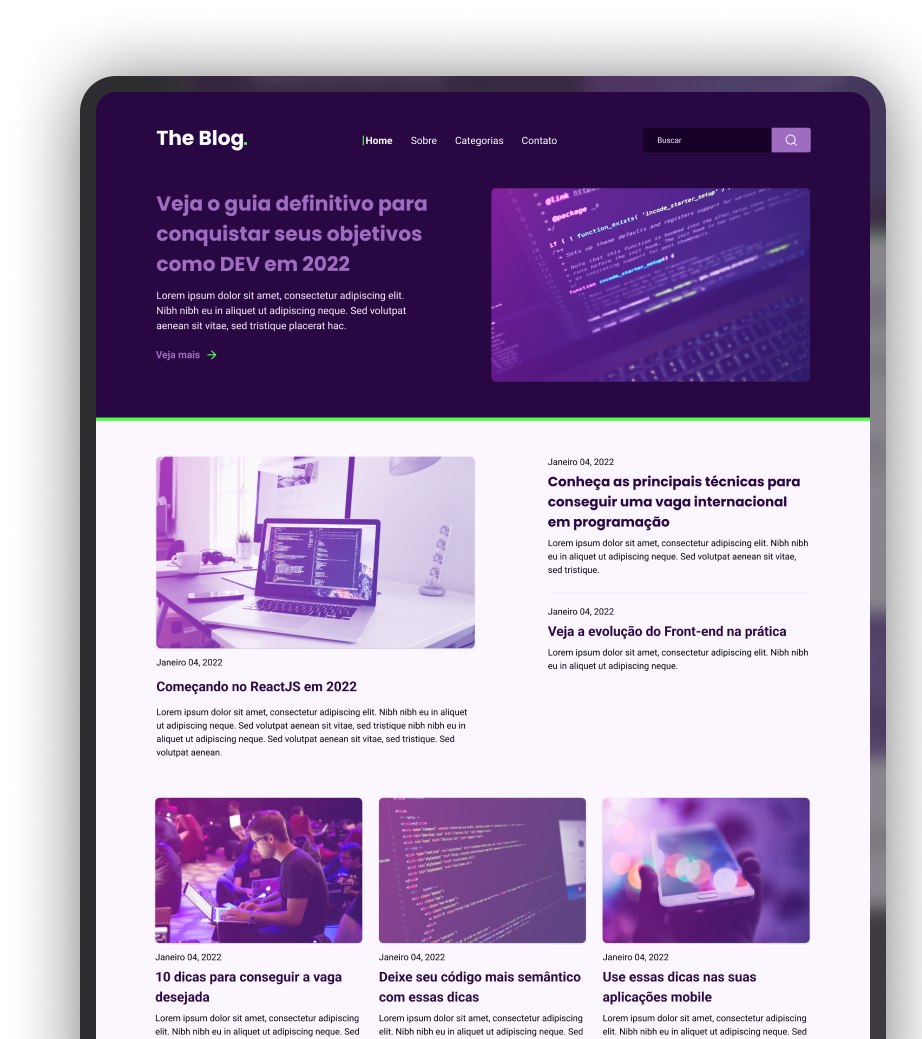 The Blog.
|Home Sobre Categorias Contato
Buscar
Veja o guia definitivo para
conquistar seus objetivos
como DEV em 2022
Lorem ipsum dolor sit amet, consectetur adipiscing elit.
Nibh nibh eu in aliquet ut adipiscing neque. Sed volutpat
aenean sit vitae, sed tristique placerat hac.
Veja mais
@link
@package _s
*/
if ( ! function_exists( 'incode_starter_setup' ) )
function incode_starter_setup() {
Janeiro 04, 2022
Começando no ReactJS em 2022
Lorem ipsum dolor sit amet, consectetur adipiscing elit. Nibh nibh eu in aliquet
ut adipiscing neque. Sed volutpat aenean sit vitae, sed tristique nibh nibh eu in
aliquet ut adipiscing neque. Sed volutpat aenean sit vitae, sed tristique. Sed
volutpat aenean.
Janeiro 04, 2022
Conheça as principais técnicas para
conseguir uma vaga internacional
em programação
Lorem ipsum dolor sit amet, consectetur adipiscing elit. Nibh nibh
eu in aliquet ut adipiscing neque. Sed volutpat aenean sit vitae,
sed tristique.
Janeiro 04, 2022
Veja a evolução do Front-end na prática
Lorem ipsum dolor sit amet, consectetur adipiscing elit. Nibh nibh
eu in aliquet ut adipiscing neque.
Janeiro 04, 2022
10 dicas para conseguir a vaga
desejada
Lorem ipsum dolor sit amet, consectetur adipiscing
elit. Nibh nibh eu in aliquet ut adipiscing neque. Sed
Janeiro 04, 2022
Deixe seu código mais semântico
com essas dicas
Lorem ipsum dolor sit amet, consectetur adipiscing
elit. Nibh nibh eu in aliquet ut adipiscing neque. Sed
Janeiro 04, 2022
Use essas dicas nas suas
aplicações mobile
Lorem ipsum dolor sit amet, consectetur adipiscing
elit. Nibh nibh eu in aliquet ut adipiscing neque. Sed